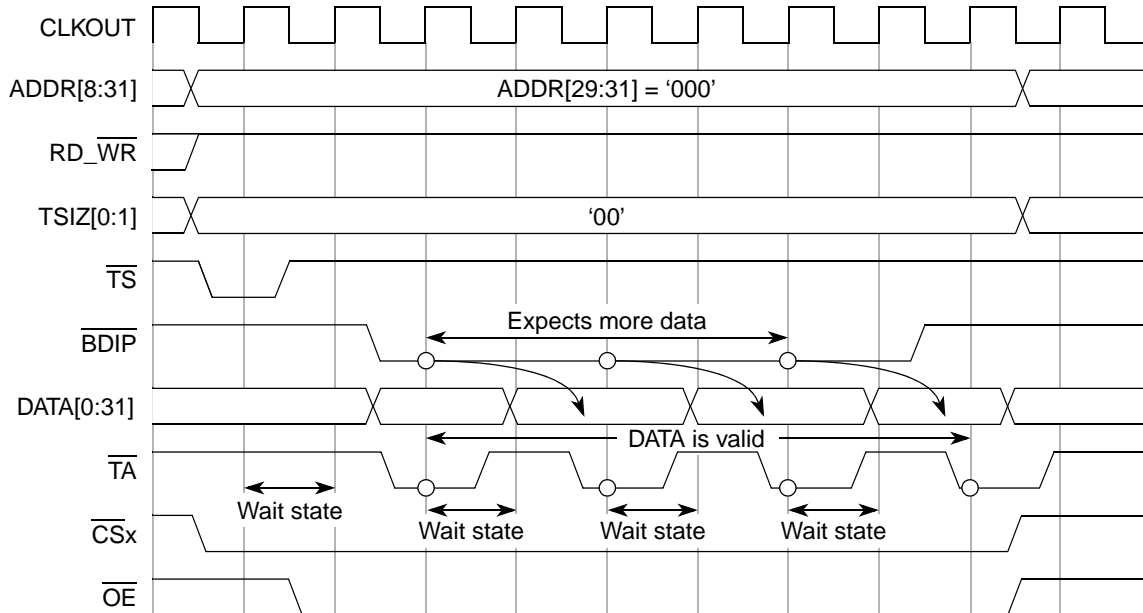 CLKOUT
ADDR[8:31]
ADDR[29:31] = ‘000’
RD_WR
TSIZ[0:1]
‘00’
TS
Expects more data
BDIP
DATA[0:31]
DATA is valid
TA
Wait state
Wait state
Wait state
Wait state
CSx
OE